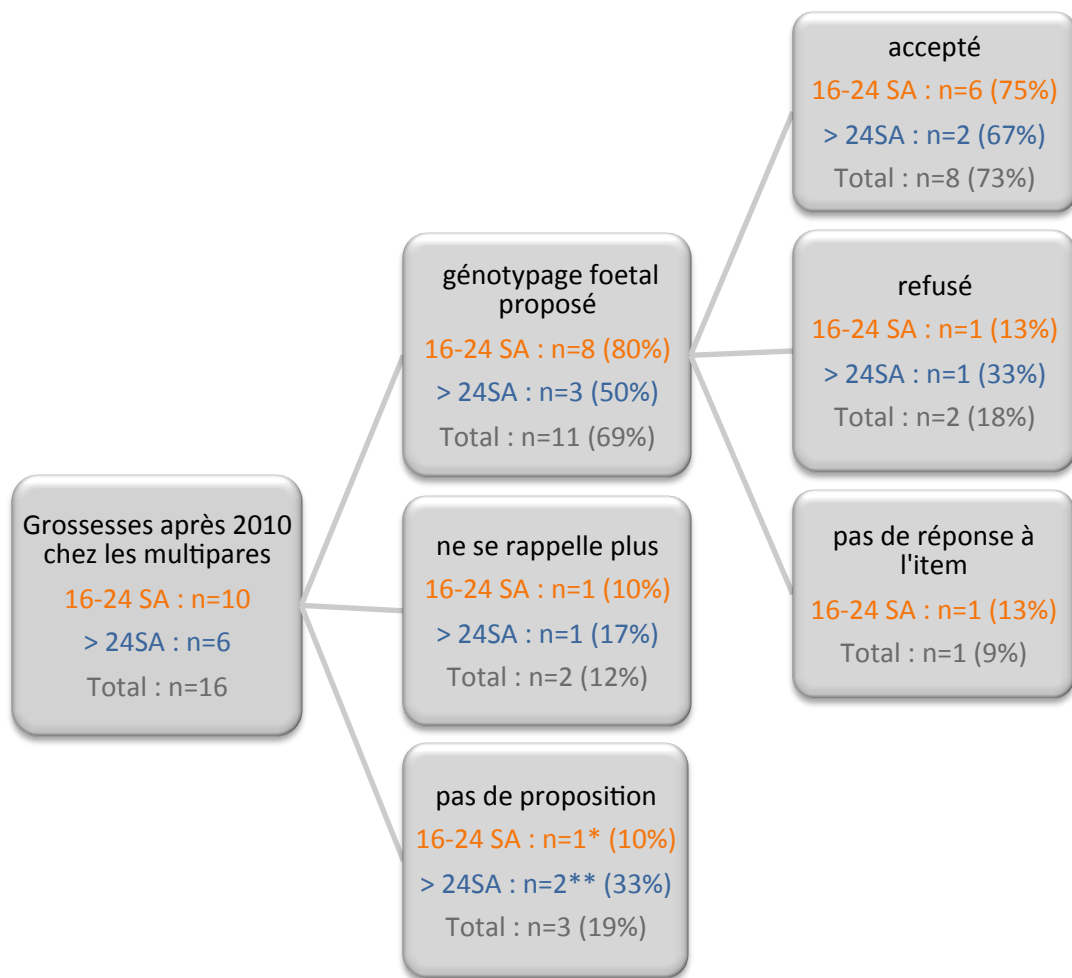 Grossesses après 2010
chez les multipares
16-24 SA : n=10
> 24SA : n=6
Total : n=16
génotypage foetal
proposé
16-24 SA : n=8 (80%)
> 24SA : n=3 (50%)
Total : n=11 (69%)
ne se rappelle plus
16-24 SA : n=1 (10%)
> 24SA : n=1 (17%)
Total : n=2 (12%)
pas de proposition
16-24 SA : n=1* (10%)
> 24SA : n=2** (33%)
Total : n=3 (19%)
accepté
16-24 SA : n=6 (75%)
> 24SA : n=2 (67%)
Total : n=8 (73%)
refusé
16-24 SA : n=1 (13%)
> 24SA : n=1 (33%)
Total : n=2 (18%)
pas de réponse à
l'item
16-24 SA : n=1 (13%)
Total : n=1 (9%)